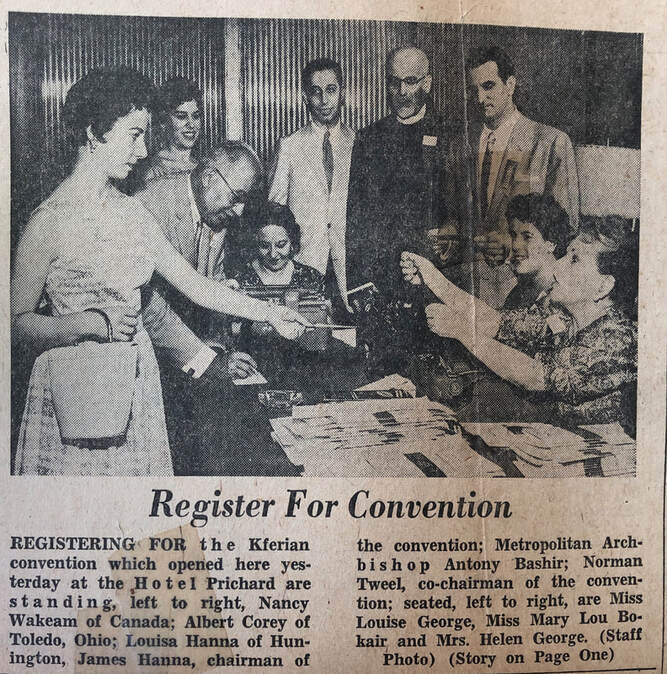 Register For Convention
REGISTERING FOR the Kferian
convention which opened here yes-
terday at the Hotel Prichard are
standing, left to right, Nancy
Wakeam of Canada; Albert Corey of
Toledo, Ohio; Louisa Hanna of Hun-
ington, James Hanna, chairman of
the convention; Metropolitan Arch-
bishop Antony Bashir; Norman
Tweel, co-chairman of the conven-
tion; seated, left to right, are Miss
Louise George, Miss Mary Lou Bo-
kair and Mrs. Helen George. (Staff
Photo) (Story on Page One)